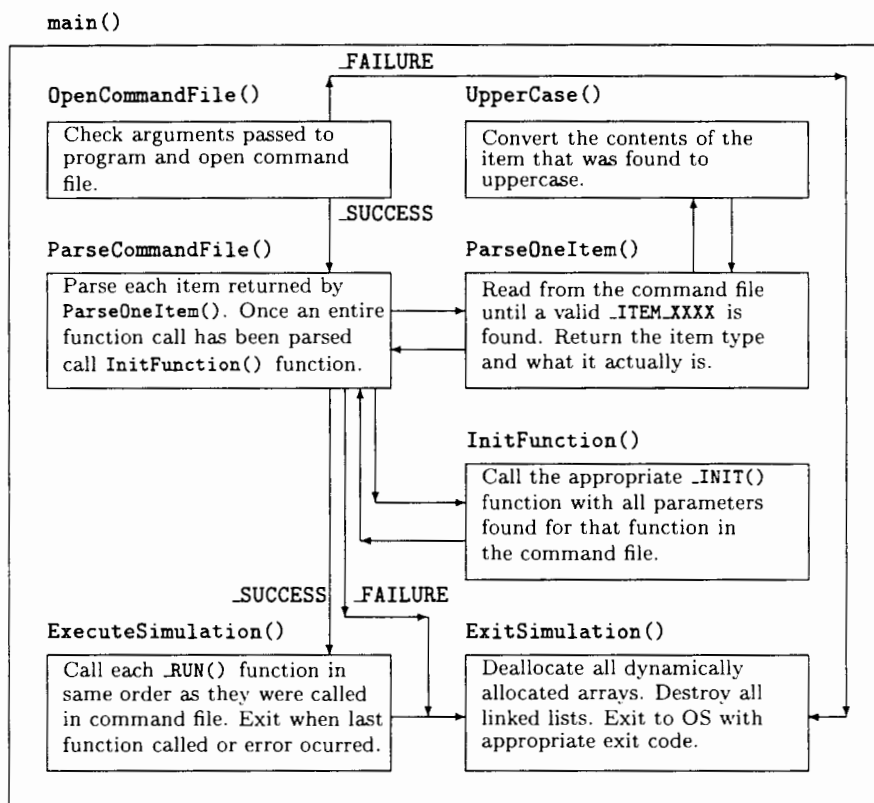 main()
_FAILURE
OpenCommandFile()
Check arguments passed to
program and open command
file.
UpperCase()
Convert the contents of the
item that was found to
uppercase.
_SUCCESS
ParseCommandFile()
Parse each item returned by
ParseOneItem(). Once an entire
function call has been parsed
call InitFunction() function.
ParseOneItem()
Read from the command file
until a valid _ITEM_XXXX is
found. Return the item type
and what it actually is.
InitFunction()
Call the appropriate _INIT()
function with all parameters
found for that function in
the command file.
_SUCCESS
_FAILURE
ExecuteSimulation()
Call each _RUN() function in
same order as they were called
in command file. Exit when last
function called or error ocurred.
ExitSimulation()
Deallocate all dynamically
allocated arrays. Destroy all
linked lists. Exit to OS with
appropriate exit code.